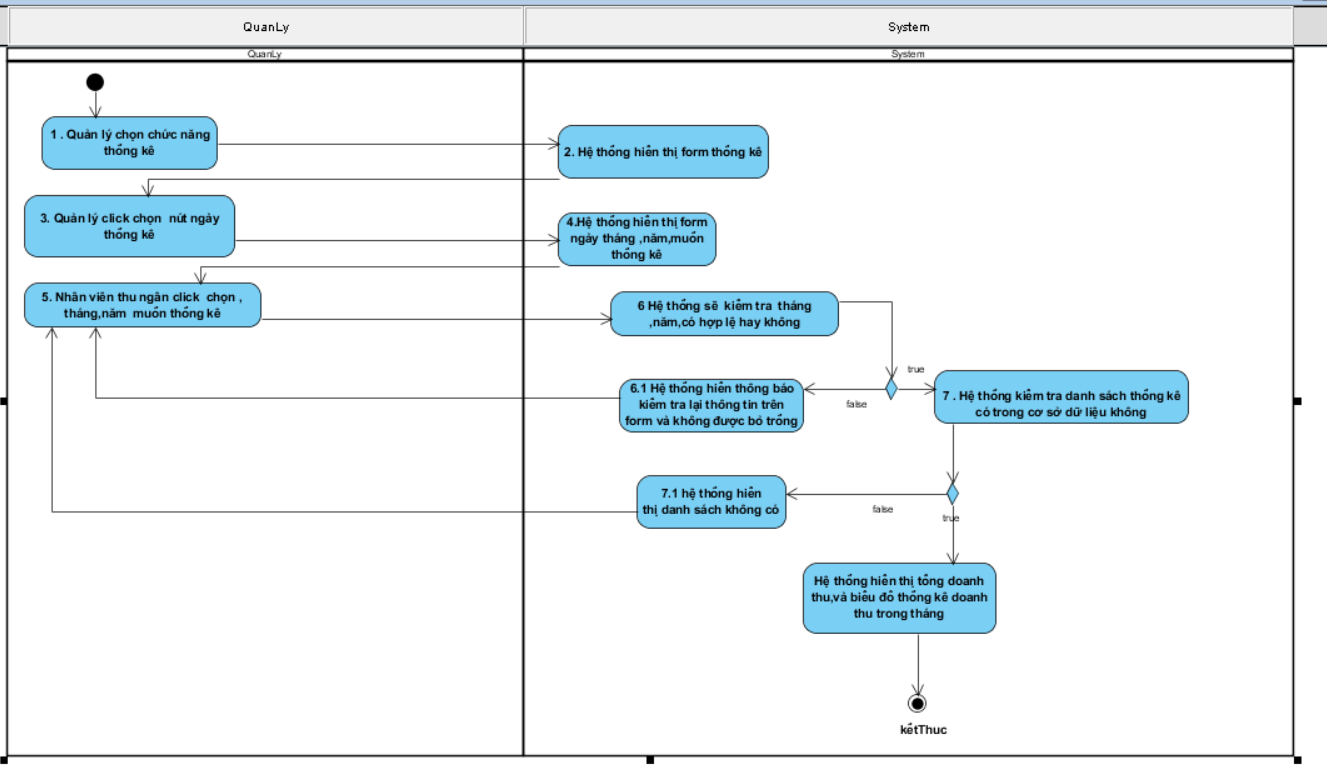 QuanLy
System
QuanLy
System
1 . Quản lý chọn chức năng
thống kê
2. Hệ thống hiển thị form thống kê
3. Quản lý click chọn nút ngày
thống kê
4.Hệ thống hiển thị form
ngày tháng ,năm,muốn
thống kê
5. Nhân viên thu ngân click chọn ,
tháng,năm muốn thống kê
6 Hệ thống sẽ kiểm tra tháng
,năm,có hợp lệ hay không
true
false
6.1 Hệ thống hiển thông báo
kiểm tra lại thông tin trên
form và không được bỏ trống
7 . Hệ thống kiểm tra danh sách thống kê
có trong cơ sở dữ liệu không
7.1 hệ thống hiển
thị danh sách không có
false
true
Hệ thống hiển thị tổng doanh
thu,và biểu đồ thống kê doanh
thu trong tháng
kếtThuc